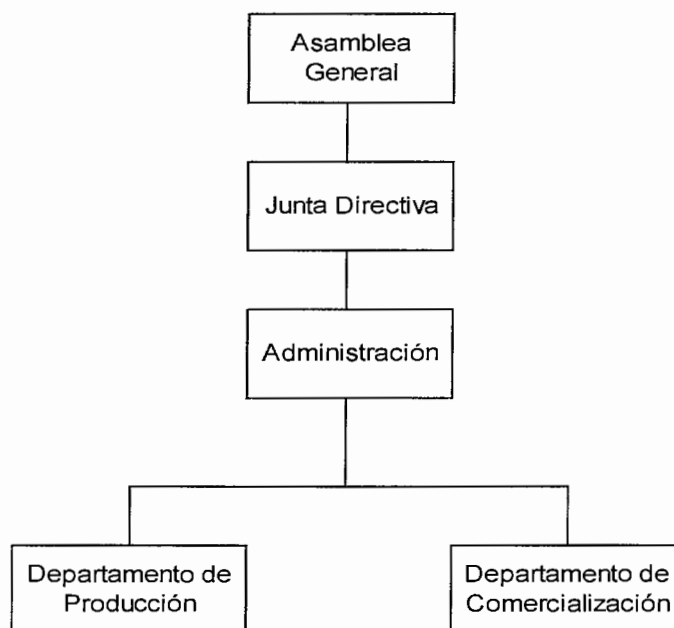 Asamblea
General
Junta Directiva
Administración
Departamento de
Producción
Departamento de
Comercialización